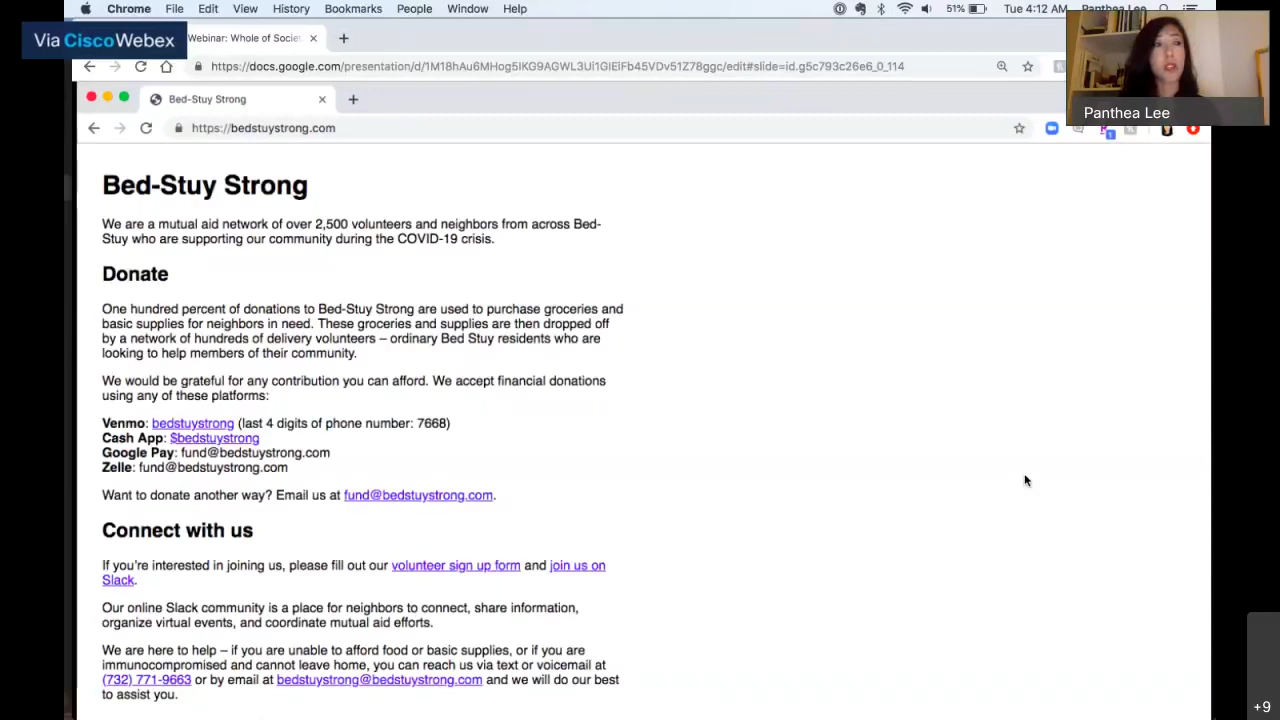 Chrome File Edit View History Bookmarks People Window Help 51% Tue 4:12 AM Panthea Lee
Via Cisco Webex
Webinar: Whole of Socie
Panthea Lee
Bed-Stuy Strong
https://bedstuystrong.com
1
Bed-Stuy Strong
We are a mutual aid network of over 2,500 volunteers and neighbors from across Bed-
Stuy who are supporting our community during the COVID-19 crisis.
Donate
One hundred percent of donations to Bed-Stuy Strong are used to purchase groceries and
basic supplies for neighbors in need. These groceries and supplies are then dropped off
by a network of hundreds of delivery volunteers – ordinary Bed Stuy residents who are
looking to help members of their community.
We would be grateful for any contribution you can afford. We accept financial donations
using any of these platforms:
Venmo: bedstuystrong (last 4 digits of phone number: 7668)
Cash App: $bedstuystrong
Google Pay: fund@bedstuystrong.com
Zelle: fund@bedstuystrong.com
Want to donate another way? Email us at fund@bedstuystrong.com.
Connect with us
If you're interested in joining us, please fill out our volunteer sign up form and join us on
Slack.
Our online Slack community is a place for neighbors to connect, share information,
organize virtual events, and coordinate mutual aid efforts.
We are here to help – if you are unable to afford food or basic supplies, or if you are
immunocompromised and cannot leave home, you can reach us via text or voicemail at
(732) 771-9663 or by email at bedstuystrong@bedstuystrong.com and we will do our best
to assist you.
+9